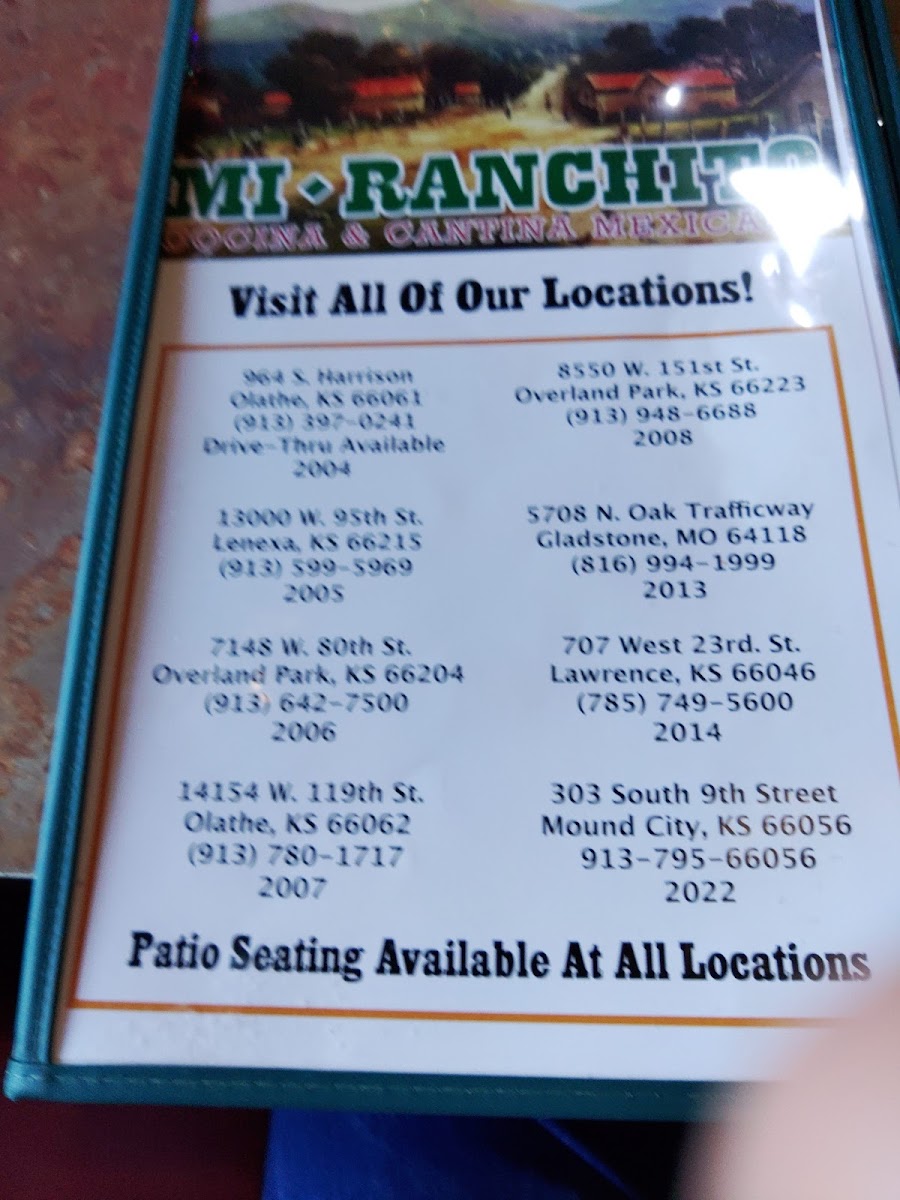 MI RANCHITO
COCINA & CANTINA MEXICA
Visit All Of Our Locations!
964 S. Harrison
Olathe, KS 66061
(913) 397-0241
Drive-Thru Available
2004
13000 W. 95th St.
Lenexa, KS 66215
(913) 599-5969
2005
7148 W. 80th St.
Overland Park, KS 66204
(913) 642-7500
2006
14154 W. 119th St.
Olathe, KS 66062
(913) 780-1717
2007
8550 W. 151st St.
Overland Park, KS 66223
(913) 948-6688
2008
5708 N. Oak Trafficway
Gladstone, MO 64118
(816) 994-1999
2013
707 West 23rd. St.
Lawrence, KS 66046
(785) 749-5600
2014
303 South 9th Street
Mound City, KS 66056
913-795-66056
2022
Patio Seating Available At All Locations